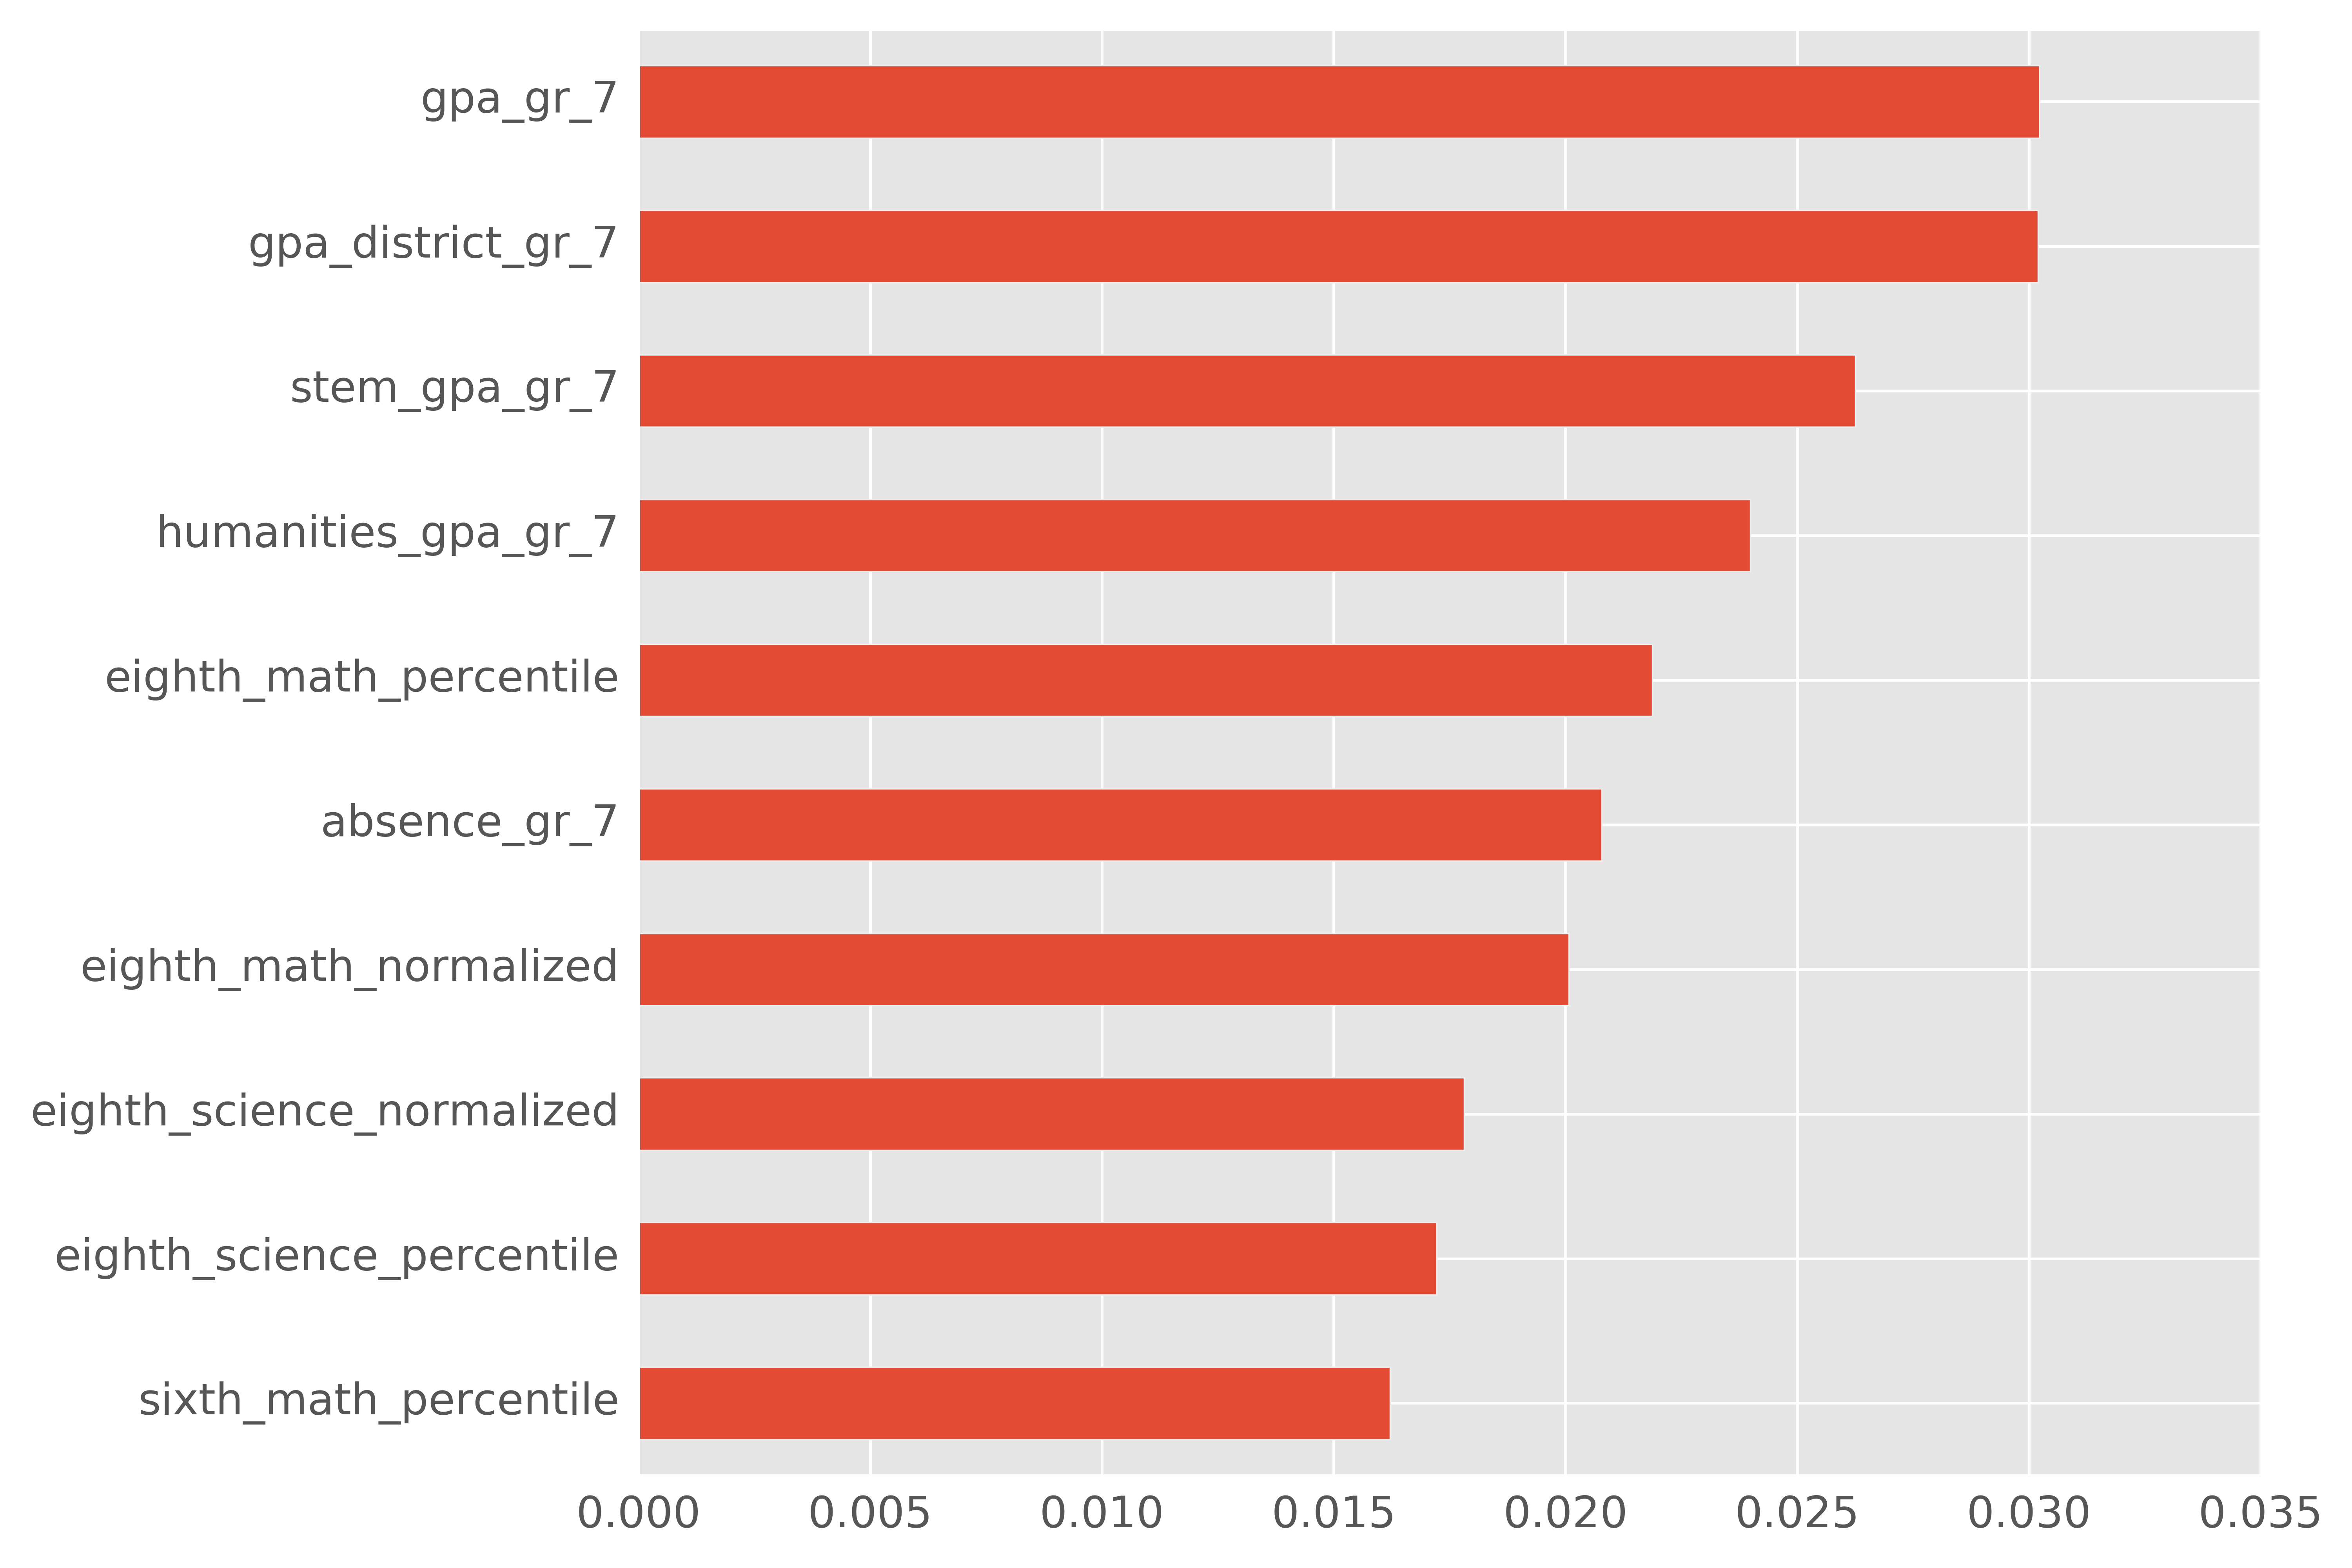 gpa_gr_7
gpa_district_gr_7
stem_gpa_gr_7
humanities_gpa_gr_7
eighth_math_percentile
absence_gr_7
eighth_math_normalized
eighth_science_normalized
eighth_science_percentile
sixth_math_percentile
0.000 0.005 0.010 0.015 0.020 0.025 0.030 0.035